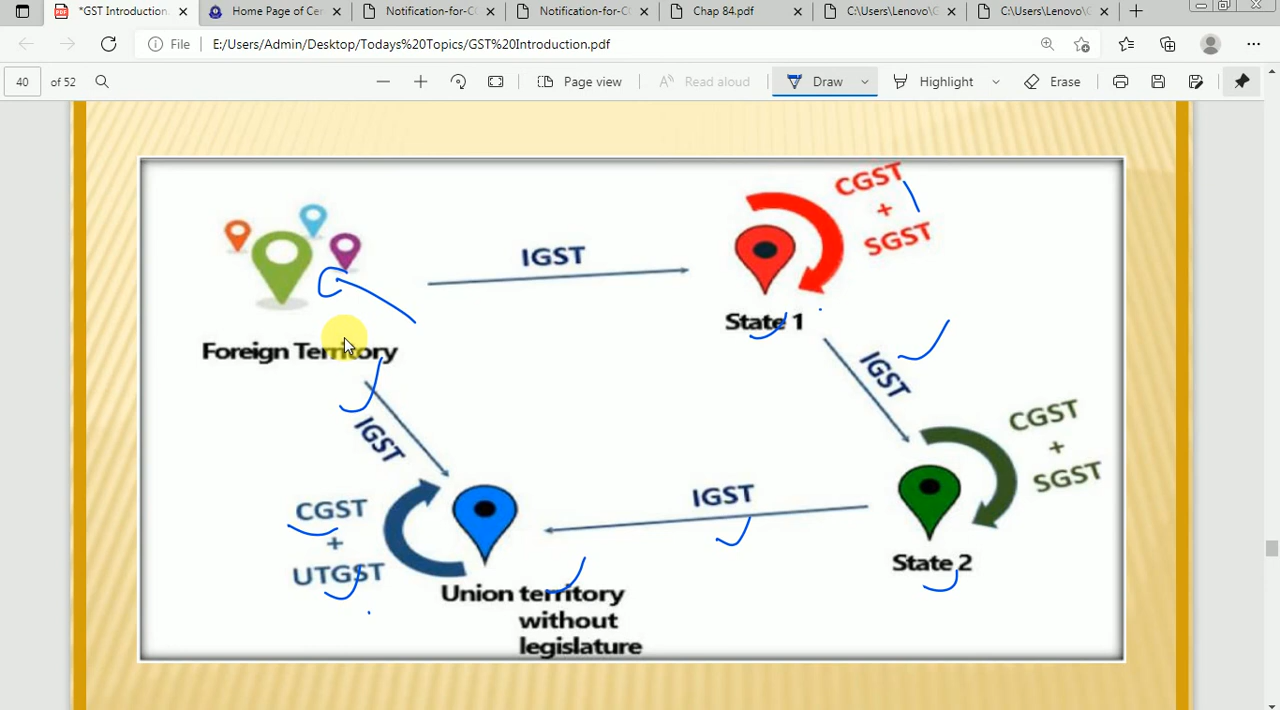 *GST Introduction.
Home Page of Cer
Notification-for-C
Notification-for-C
Chap 84.pdf
C:\Users\Lenovo\
C:\Users\Lenovo\
File
E:/Users/Admin/Desktop/Todays%20Topics/GST%20Introduction.pdf
40 of 52
Page view
Read aloud
Draw
Highlight
Erase
CGST
+
SGST
IGST
State 1
Foreign Territory
IGST
IGST
CGST
+
SGST
IGST
CGST
+
UTGST
State 2
Union territory
without
legislature